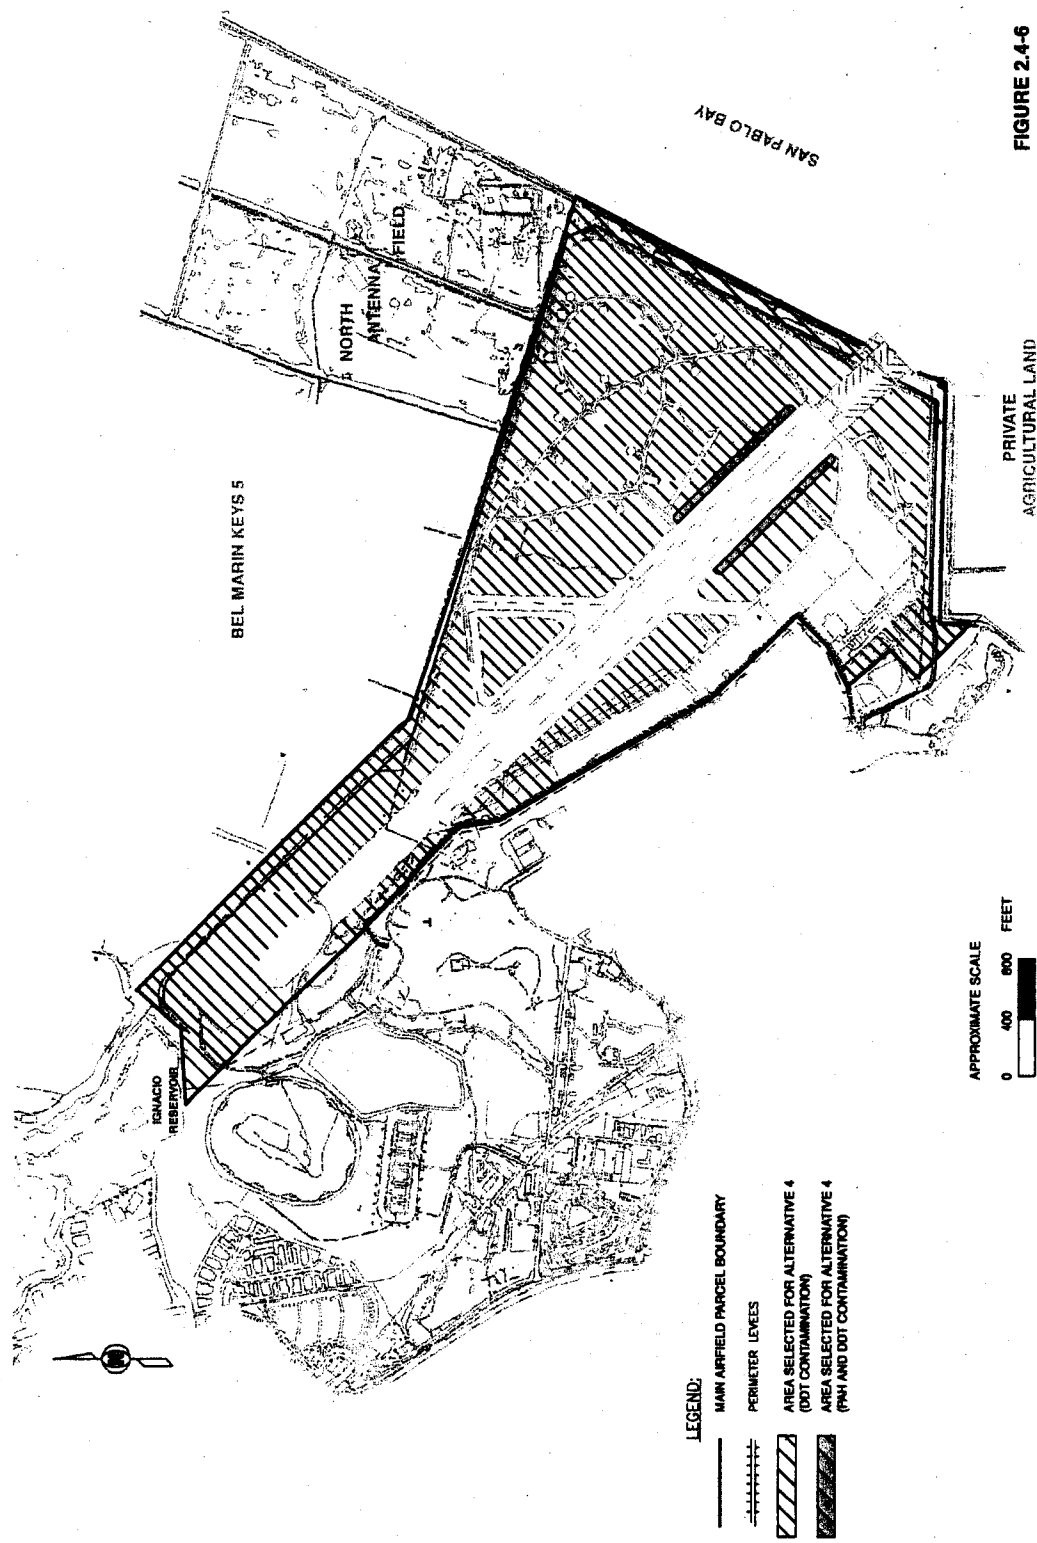 BEL MARIN KEYS 5
NORTH
ANTENNA FIELD
SAN PABLO BAY
PRIVATE
AGRICULTURAL LAND
IGNACIO
RESERVOIR
LEGEND:
MAIN AIRFIELD PARCEL BOUNDARY
PERIMETER LEVEES
AREA SELECTED FOR ALTERNATIVE 4
(DDT CONTAMINATION)
AREA SELECTED FOR ALTERNATIVE 4
(PAH AND DDT CONTAMINATION)
APPROXIMATE SCALE
0 400 800 FEET
FIGURE 2.4-6